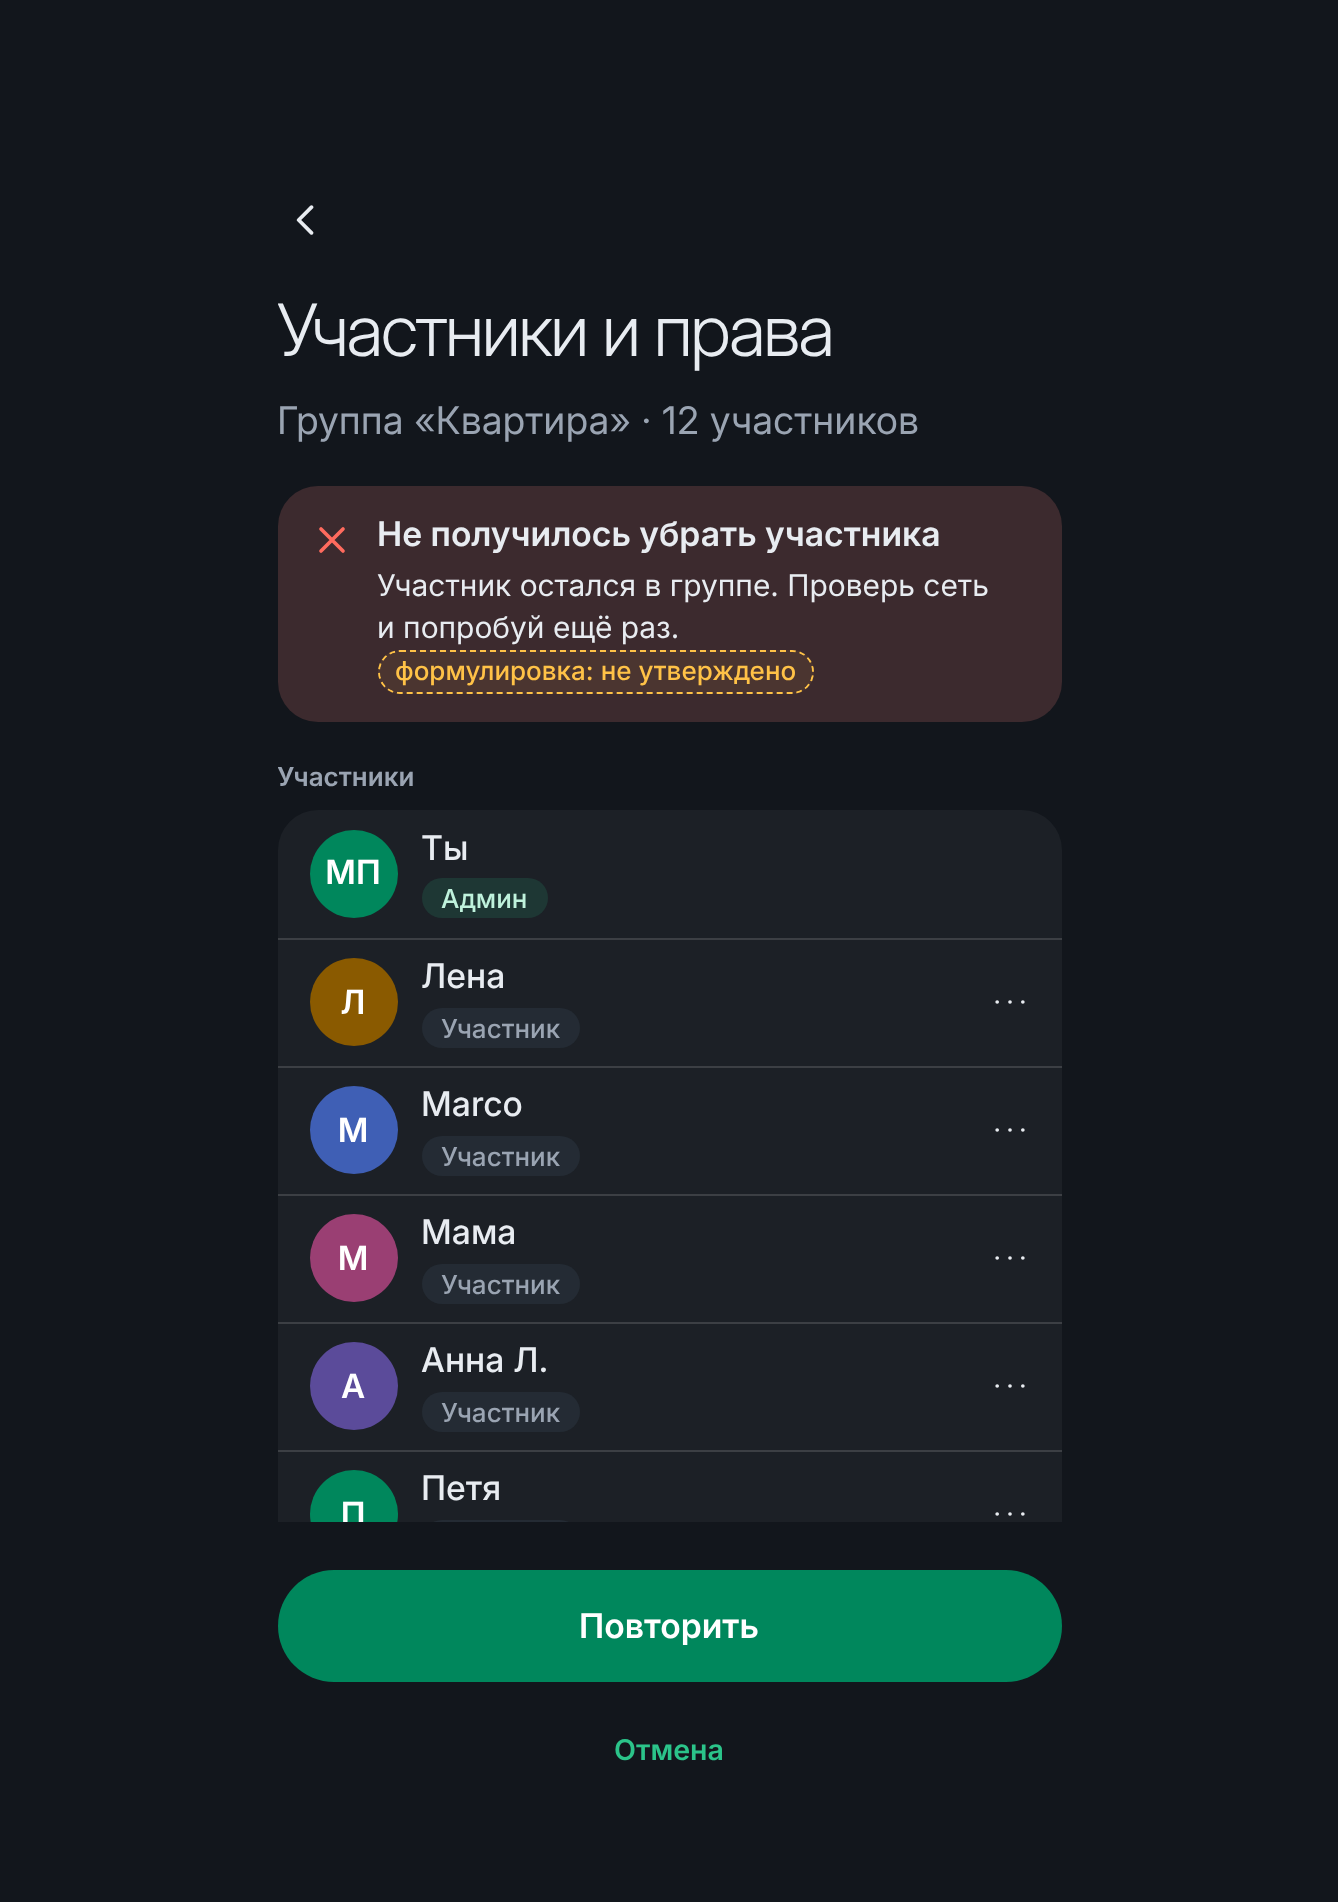 Участники и права
Группа «Квартира» · 12 участников
Не получилось убрать участника
Участник остался в группе. Проверь сеть
и попробуй ещё раз.
формулировка: не утверждено
Участники
МП
Ты
Админ
Л
Лена
Участник
...
M
Marco
Участник
...
М
Мама
Участник
...
А
Анна Л.
Участник
...
П
Петя
...
Повторить
Отмена